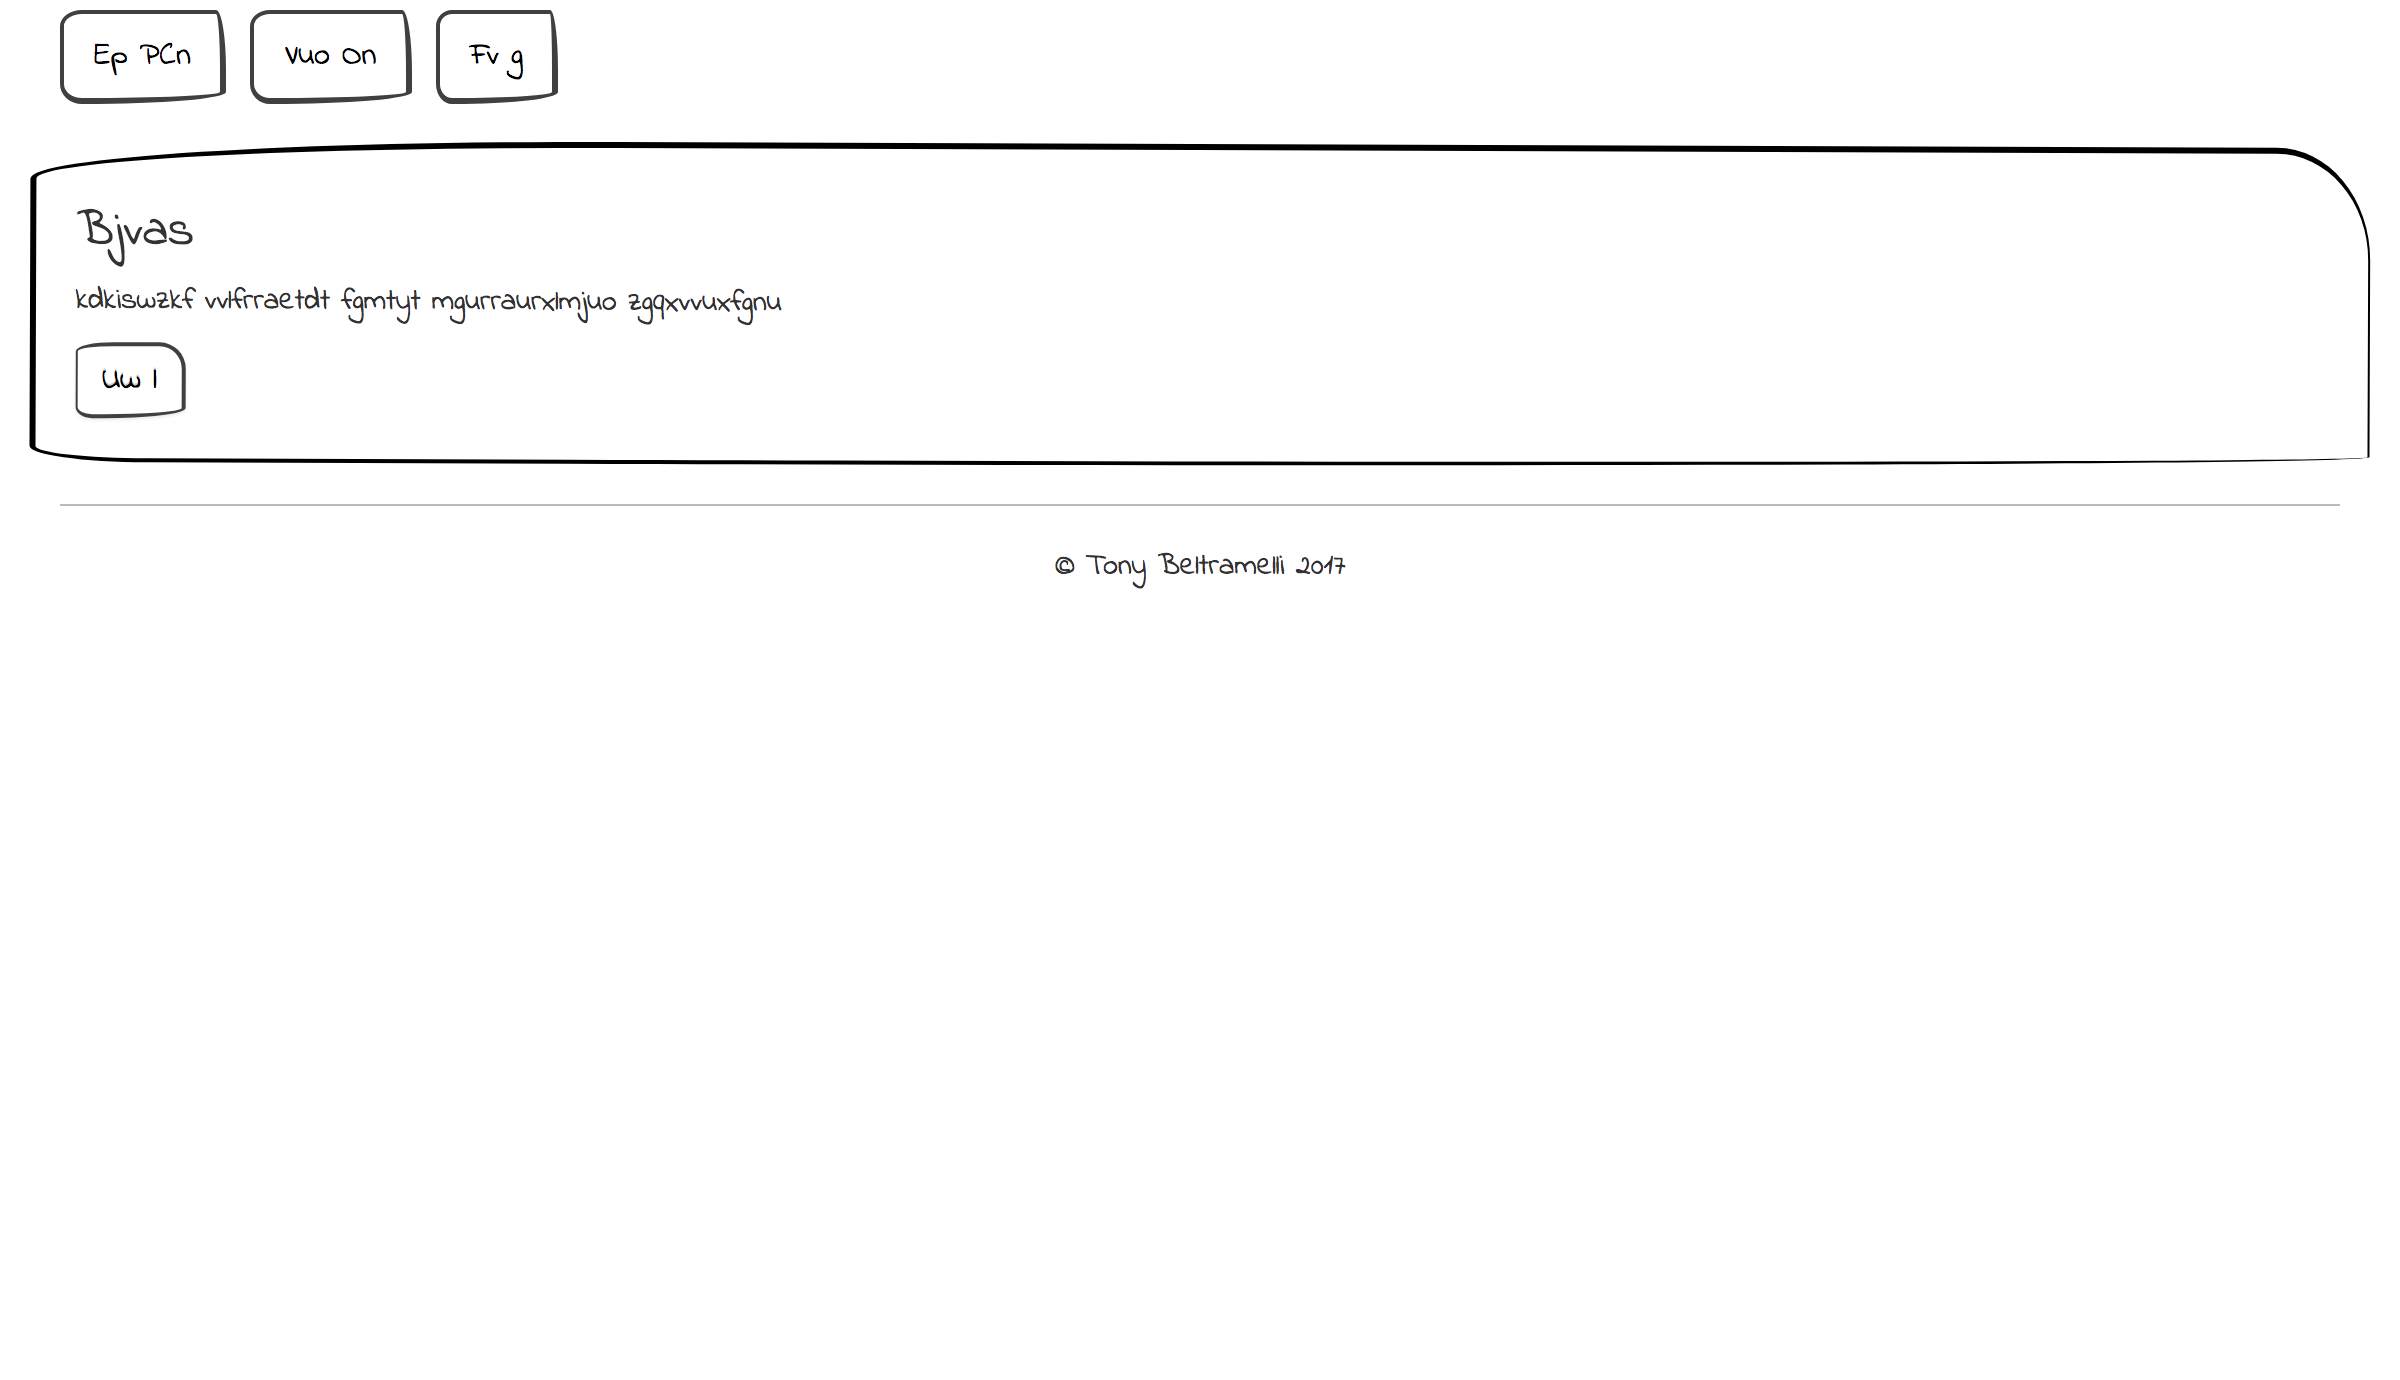 Ep PCn Vuo On Fv g
Bjvas
kdkiswzkf vvlfrraetdt fgmtyt mgurraurxlmjuo zgqxvvuxfgnu
Uw l
© Tony Beltramelli 2017